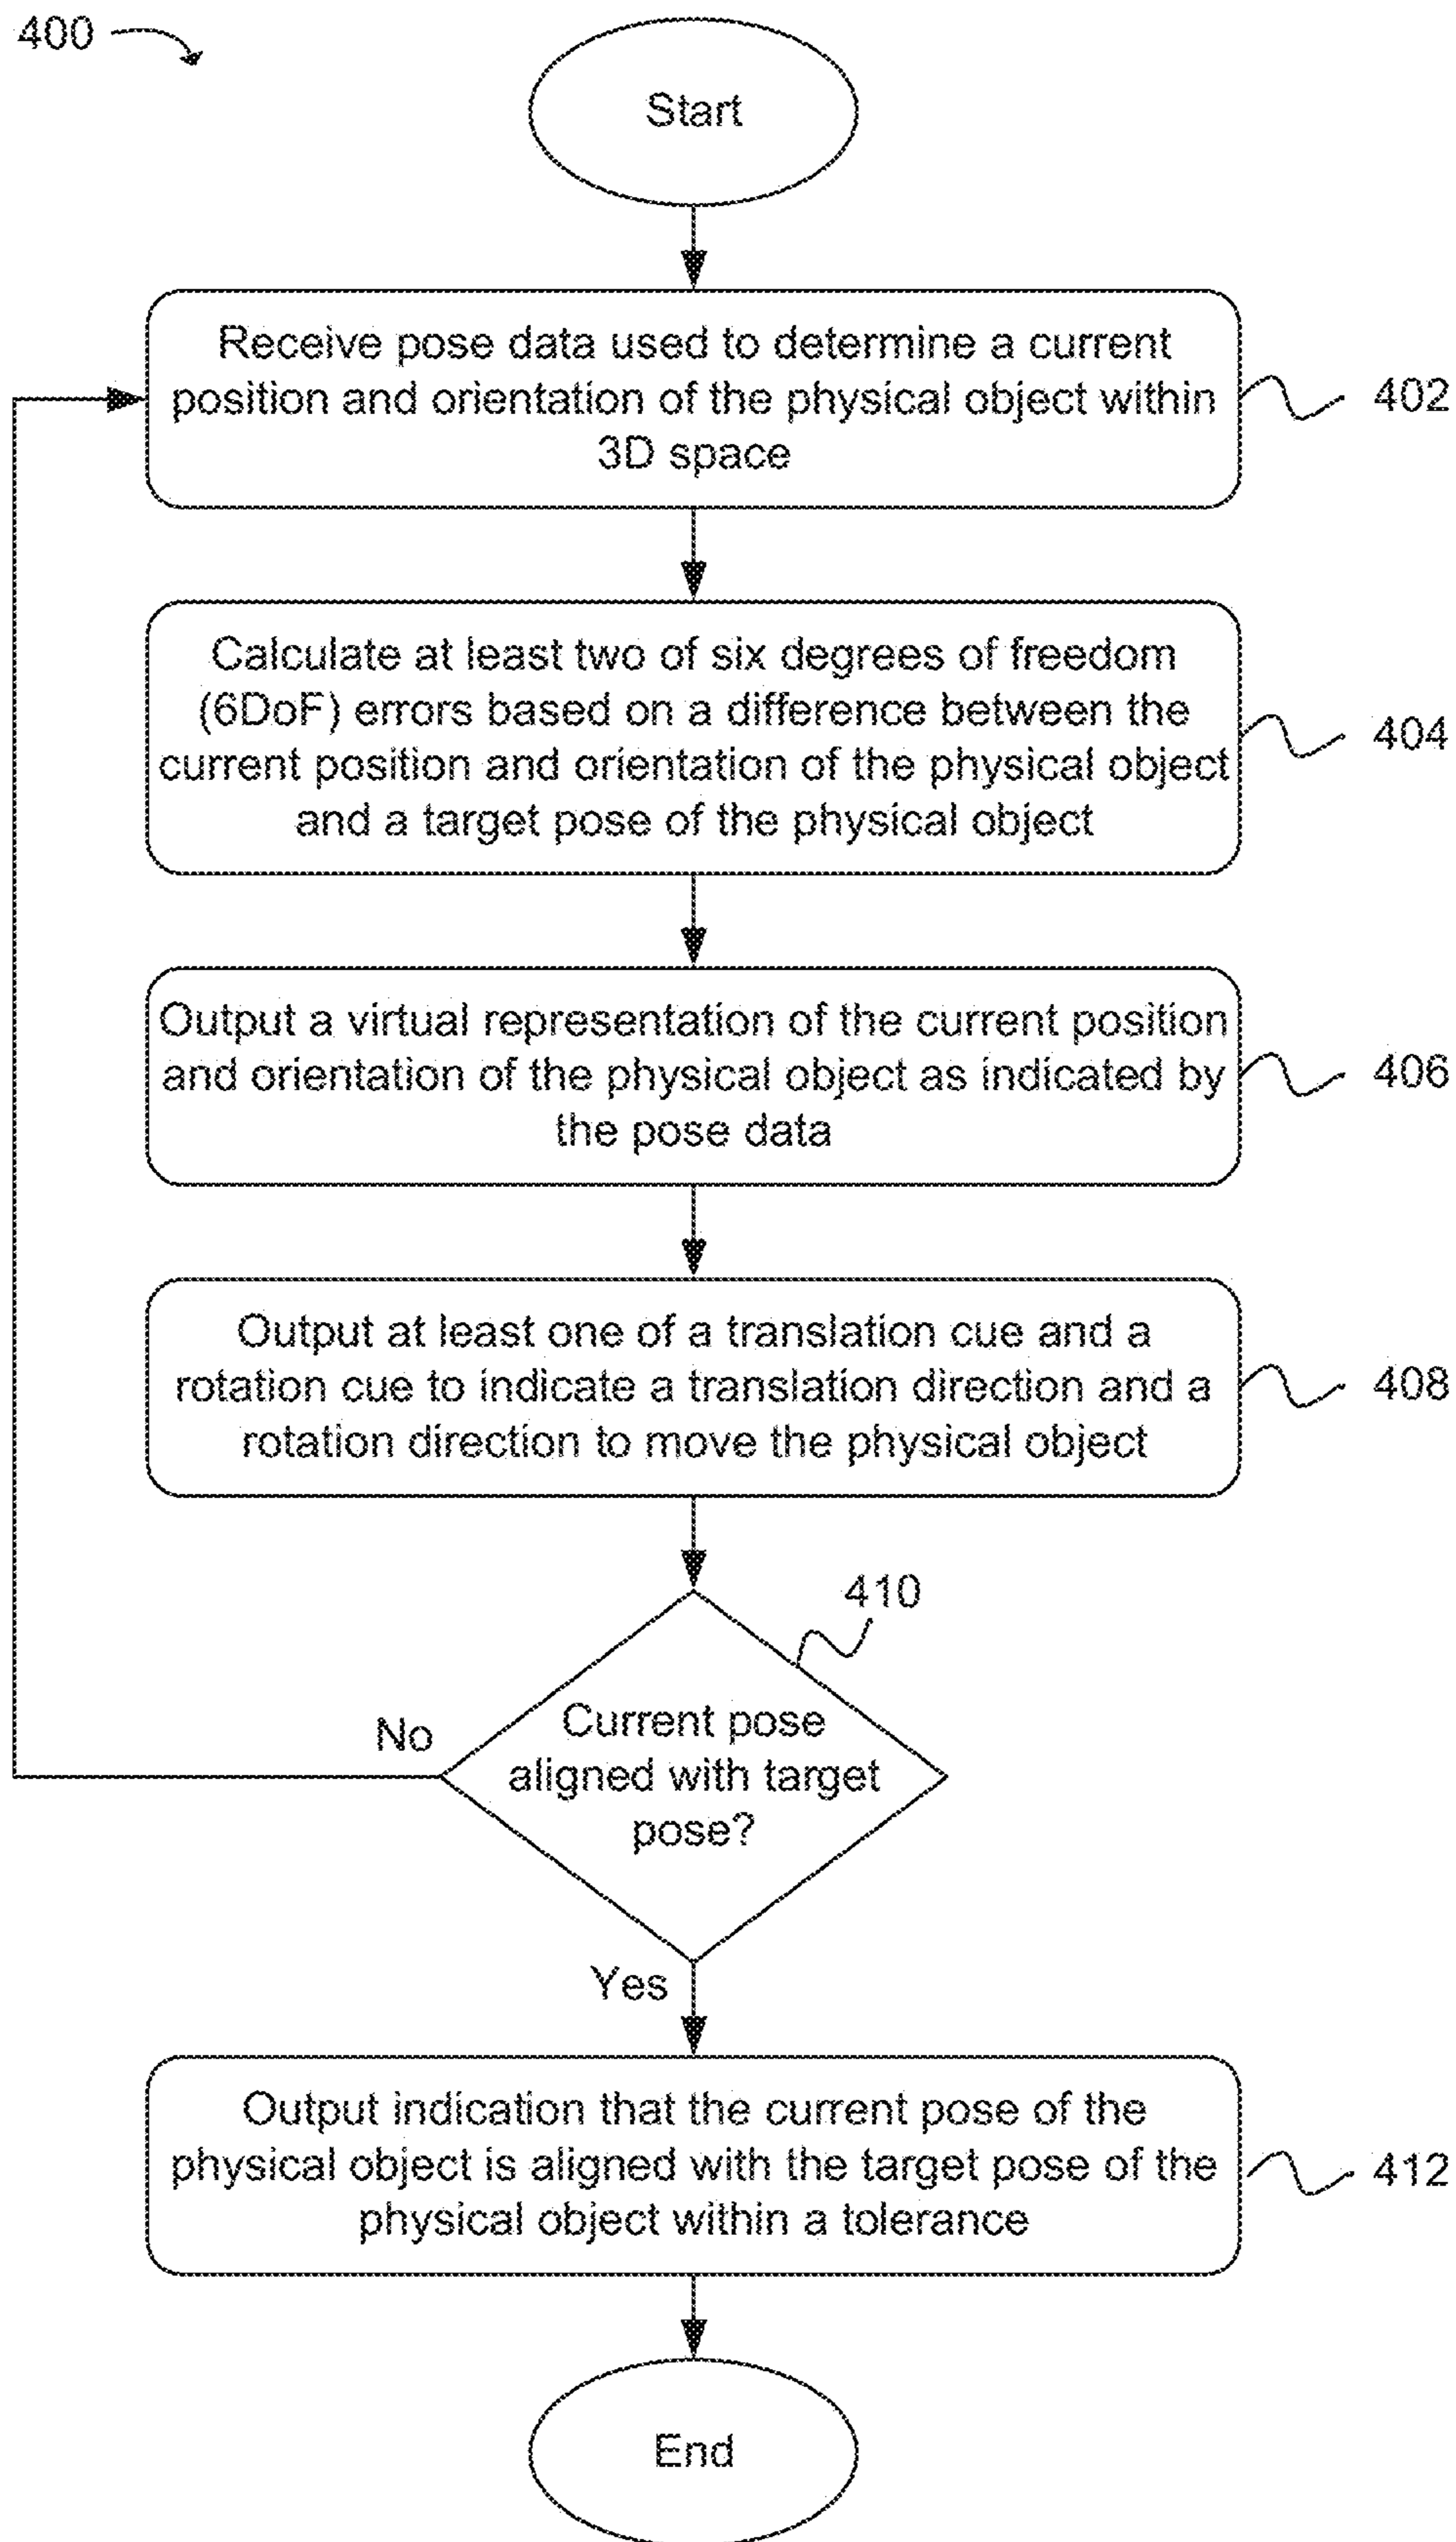 400
Start
Receive pose data used to determine a current
position and orientation of the physical object within
3D space
402
Calculate at least two of six degrees of freedom
(6DoF) errors based on a difference between the
current position and orientation of the physical object
and a target pose of the physical object
404
Output a virtual representation of the current position
and orientation of the physical object as indicated by
the pose data
406
Output at least one of a translation cue and a
rotation cue to indicate a translation direction and a
rotation direction to move the physical object
408
410
Current pose
aligned with target
pose?
No
Yes
Output indication that the current pose of the
physical object is aligned with the target pose of the
physical object within a tolerance
412
End